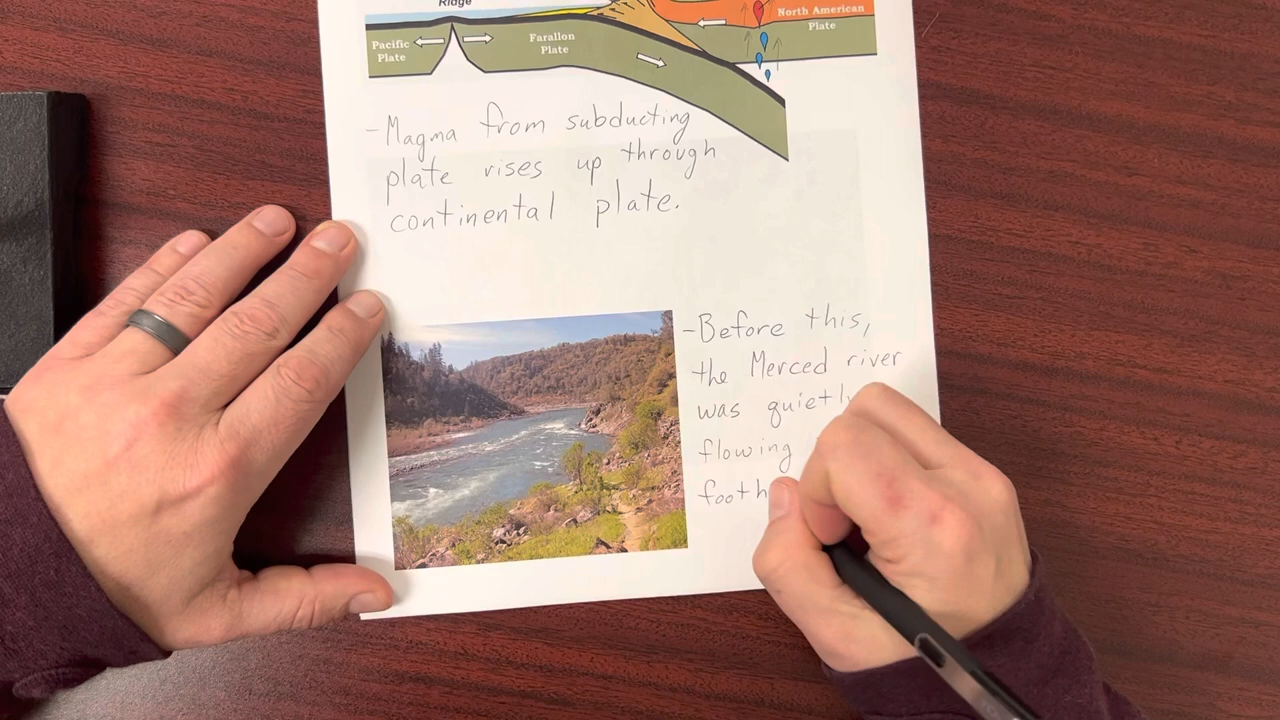 Ridge
Pacific
Plate
Farallon
Plate
North American
Plate
-Magma from subducting
plate rises up through
continental plate.
-Before this,
the Merced river
was quietly
flowing
footh